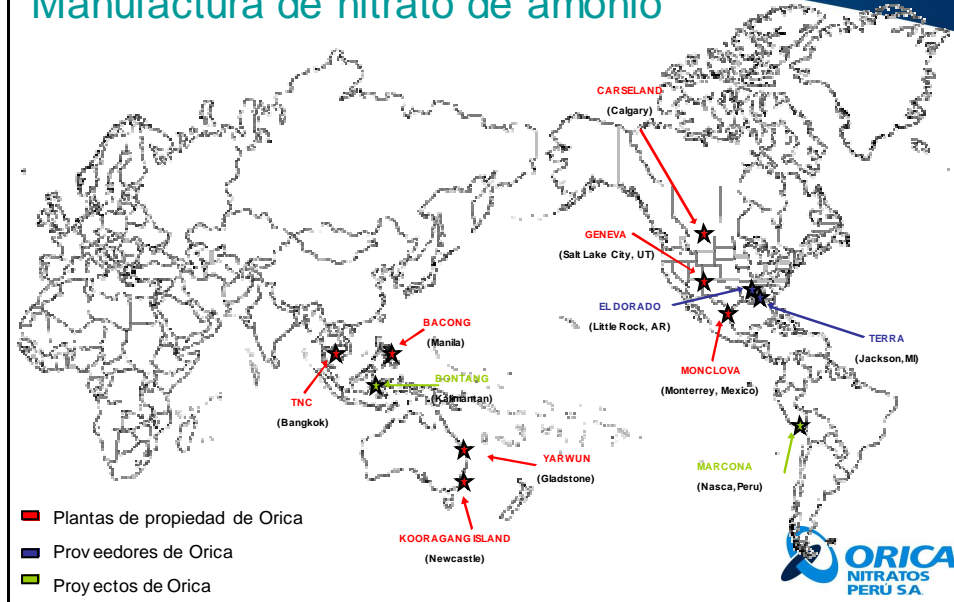 Manufactura de nitrato de amonio
CARSELAND
(Calgary)
GENEVA
(Salt Lake City, UT)
ELDORADO
(Little Rock, AR)
TERRA
(Jackson,MI)
MONCLOVA
(Monterrey, Mexico)
BACONG
(Manila)
BONTANG
(Kalimantan)
TNC
(Bangkok)
YARWUN
(Gladstone)
MARCONA
(Nasca, Peru)
KOORAGANG ISLAND
(Newcastle)
Plantas de propiedad de Orica
Proveedores de Orica
Proyectos de Orica
ORICA
NITRATOS
PERÚ S.A.